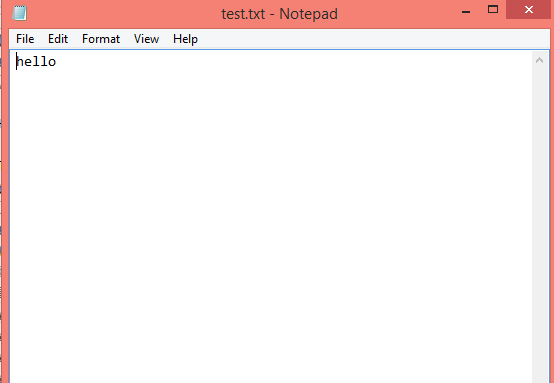 test.txt - Notepad
File Edit Format View Help
hello